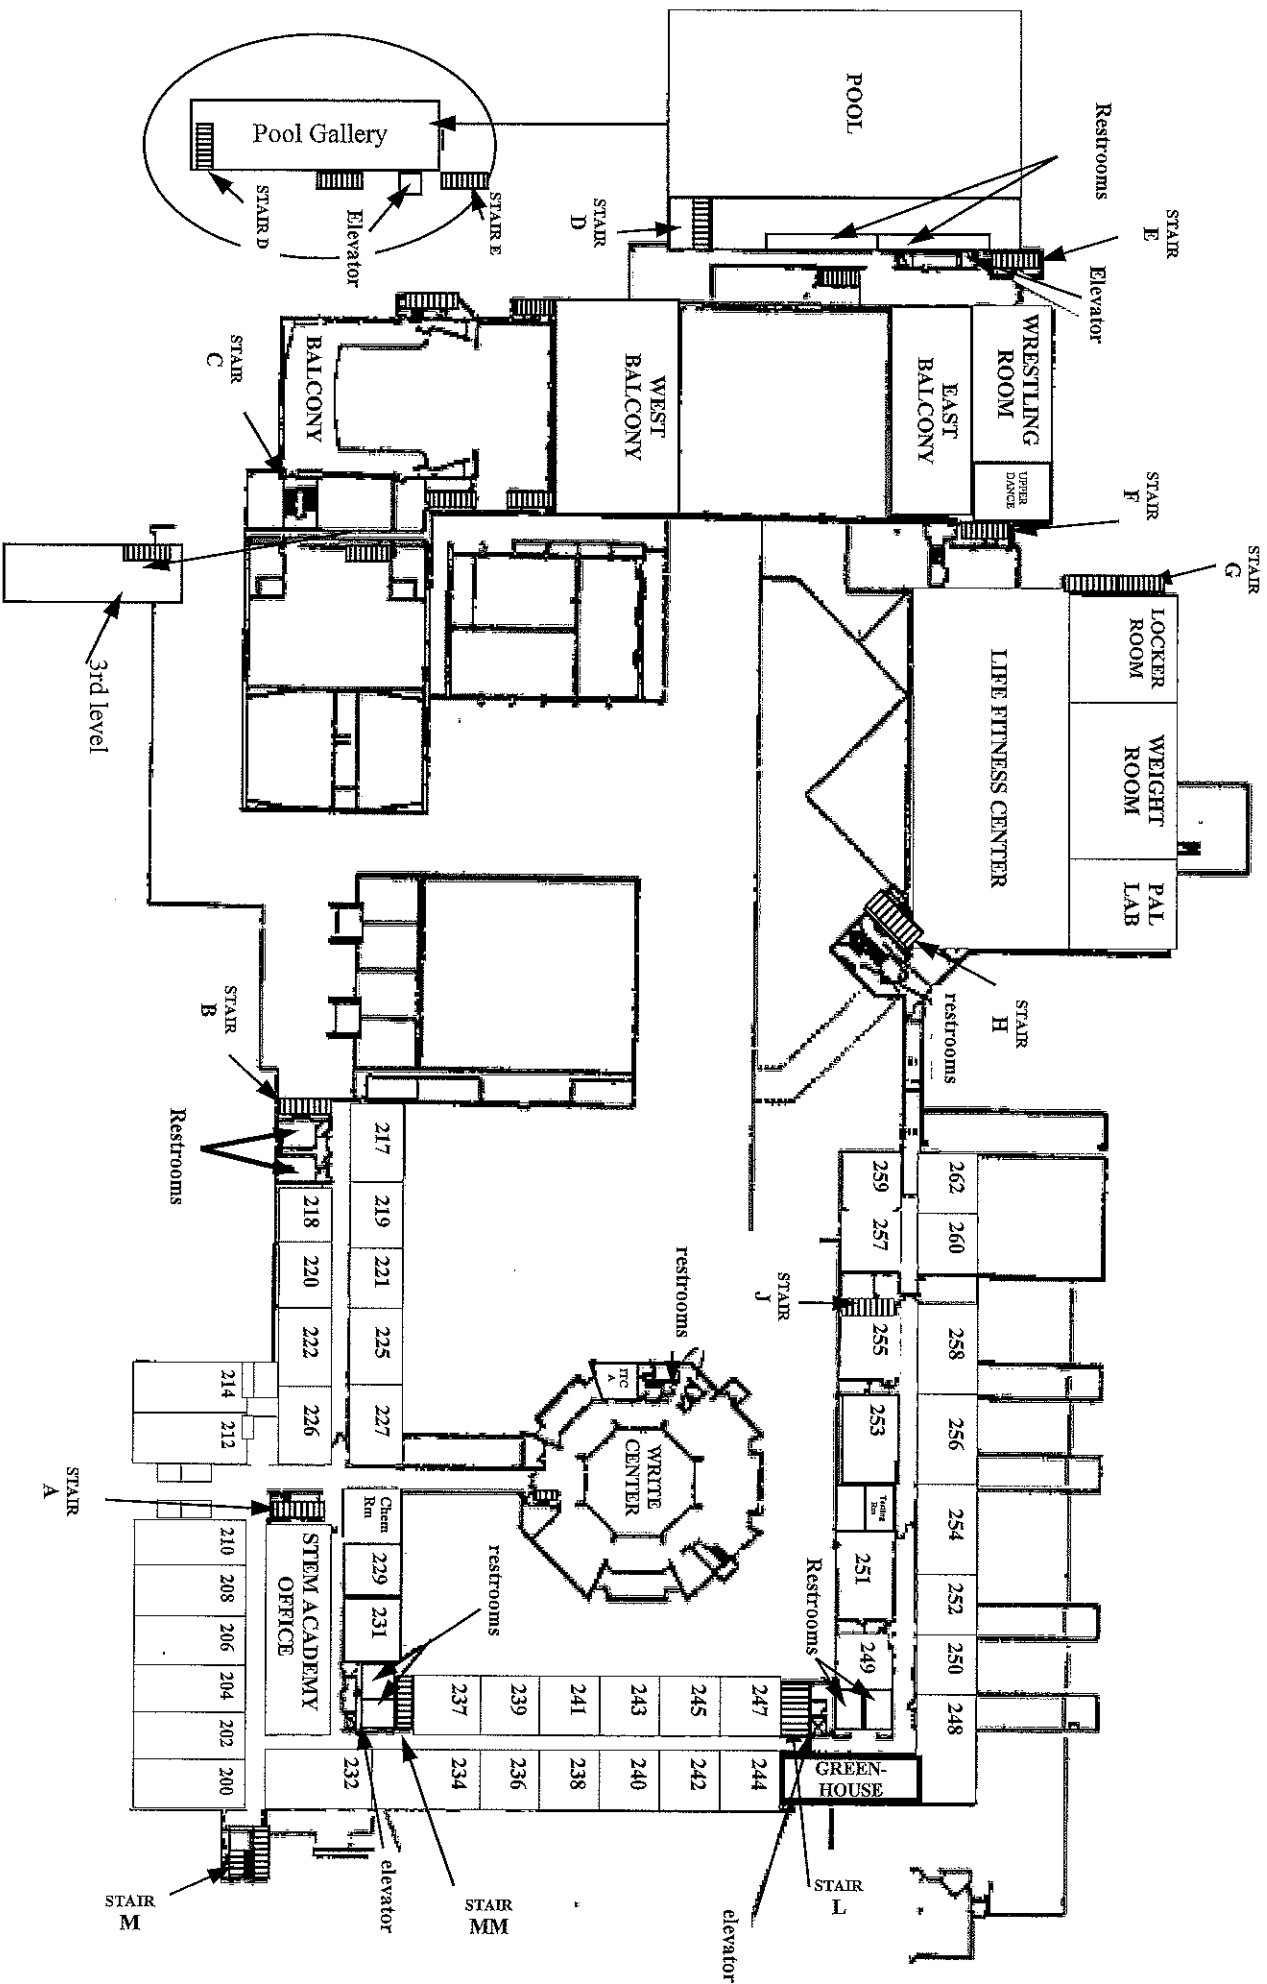 POOL
Restrooms
STAIR
E
Elevator
STAIR
D
Pool Gallery
STAIR D
Elevator
STAIR E
WRESTLING
ROOM
UPPER
DANCE
EAST
BALCONY
WEST
BALCONY
BALCONY
STAIR
C
STAIR
F
STAIR
G
LOCKER
ROOM
WEIGHT
ROOM
PAL
LAB
LIFE FITNESS CENTER
3rd level
STAIR
H
restrooms
STAIR
B
Restrooms
217
219
221
225
227
218
220
222
226
214
212
262
260
258
256
254
252
250
248
259
257
255
253
Testing
Rm
251
249
STAIR
J
restrooms
ITC
A
WRITE
CENTER
Restrooms
STAIR
A
Chem
Rm
229
231
restrooms
STEM ACADEMY
OFFICE
210
208
206
204
202
200
237
239
241
243
245
247
232
234
236
238
240
242
244
GREEN-
HOUSE
STAIR
M
elevator
STAIR
MM
STAIR
L
elevator